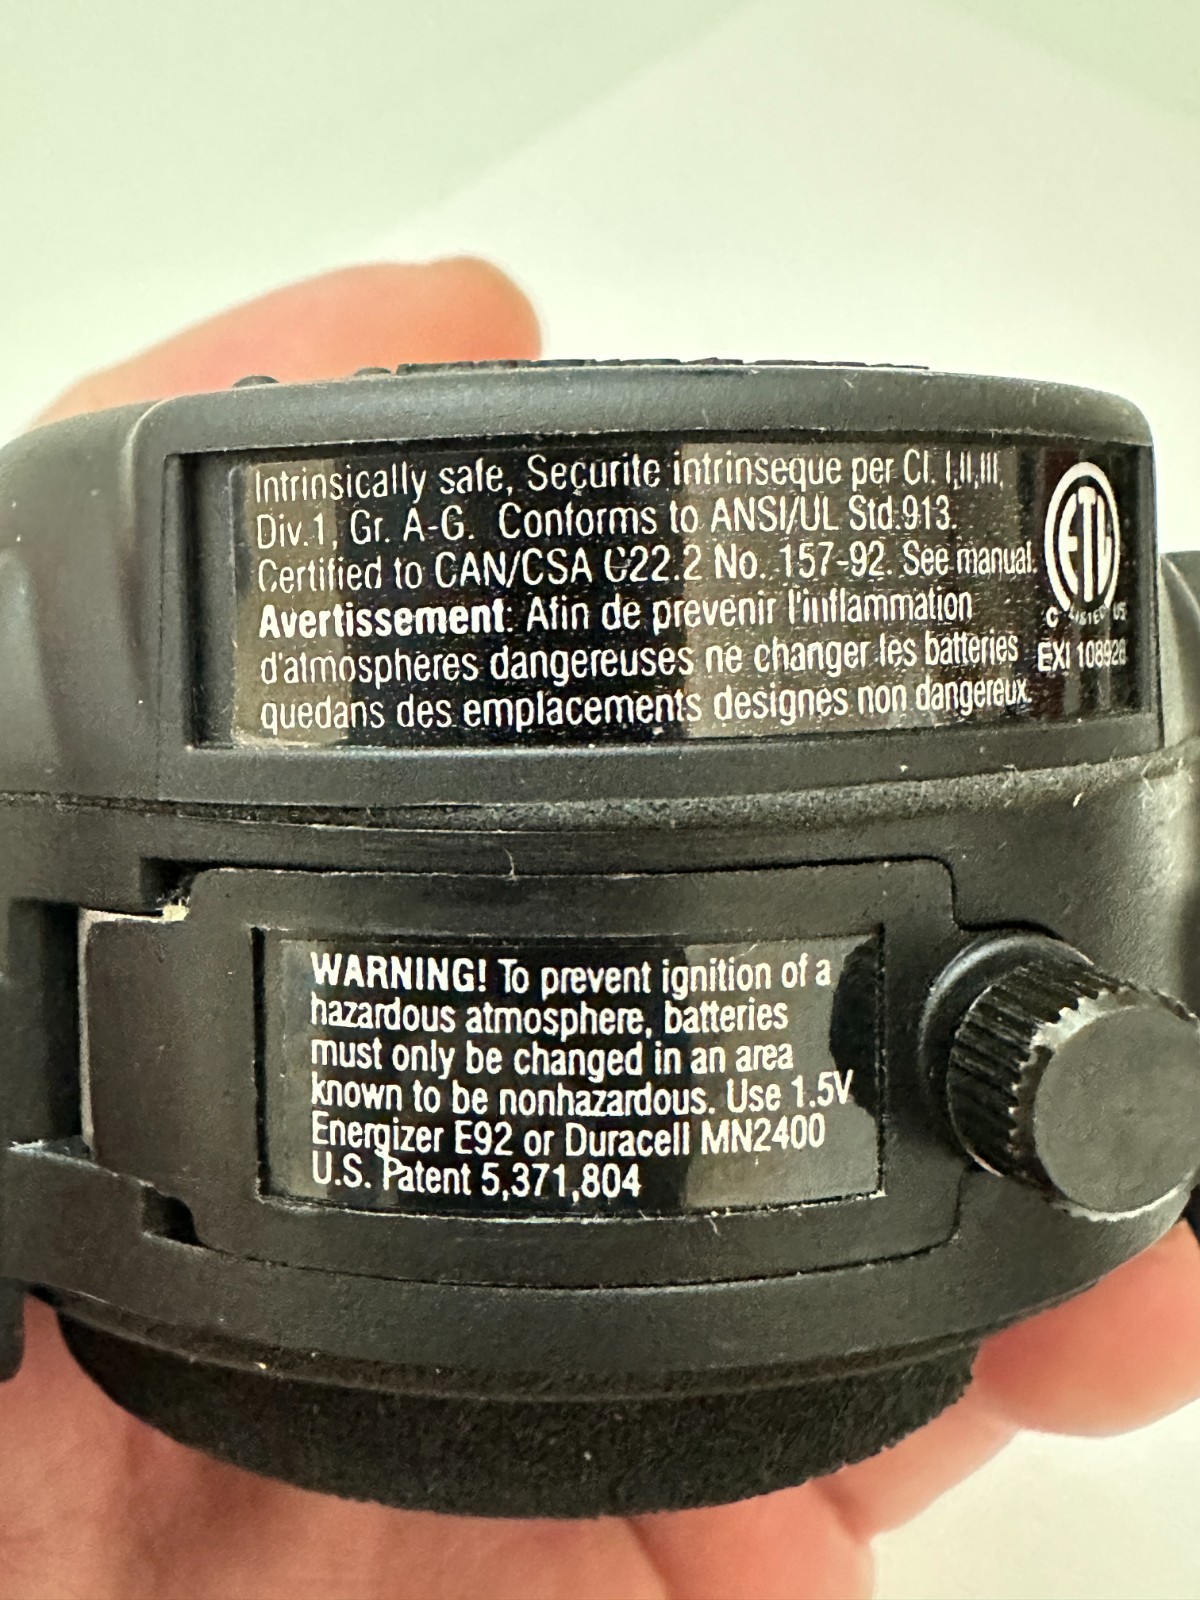 Intrinsically safe, Securite intrinseque per Cl. I,II,III,
Div.1, Gr. A-G. Conforms to ANSI/UL Std.913.
Certified to CAN/CSA C22.2 No. 157-92. See manual.
Avertissement: Afin de prevenir l'inflammation
d'atmosphères dangereuses ne changer les batteries
quedans des emplacements designés non dangereux.
ETL
C LISTED US
EXI
WARNING! To prevent ignition of a
hazardous atmosphere, batteries
must only be changed in an area
known to be nonhazardous. Use 1.5V
Energizer E92 or Duracell MN2400
U.S. Patent 5,371,804